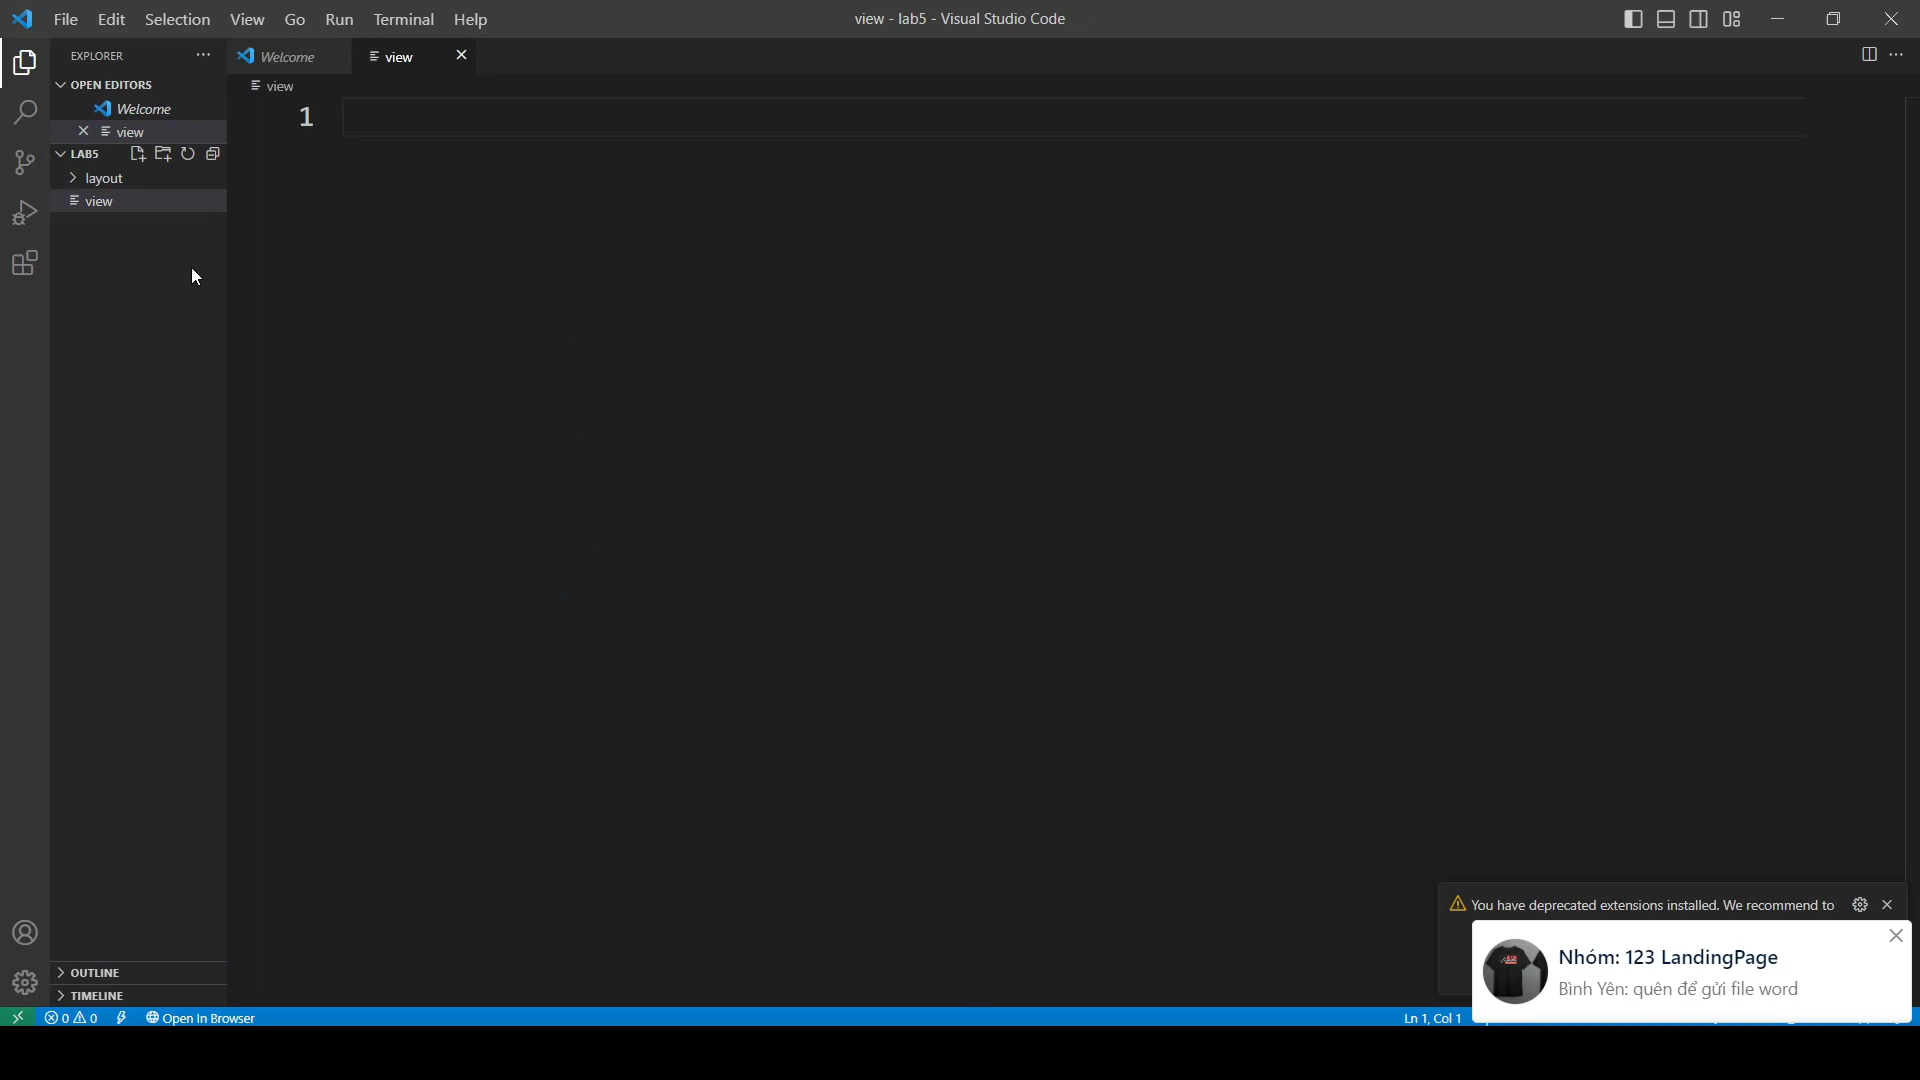 File Edit Selection View Go Run Terminal Help
view - lab5 - Visual Studio Code
EXPLORER
Welcome
view
OPEN EDITORS
Welcome
view
LAB5
layout
view
view
1
OUTLINE
TIMELINE
You have deprecated extensions installed. We recommend to
Nhóm: 123 LandingPage
Bình Yên: quên để gửi file word
0 0 Open In Browser
Ln 1, Col 1